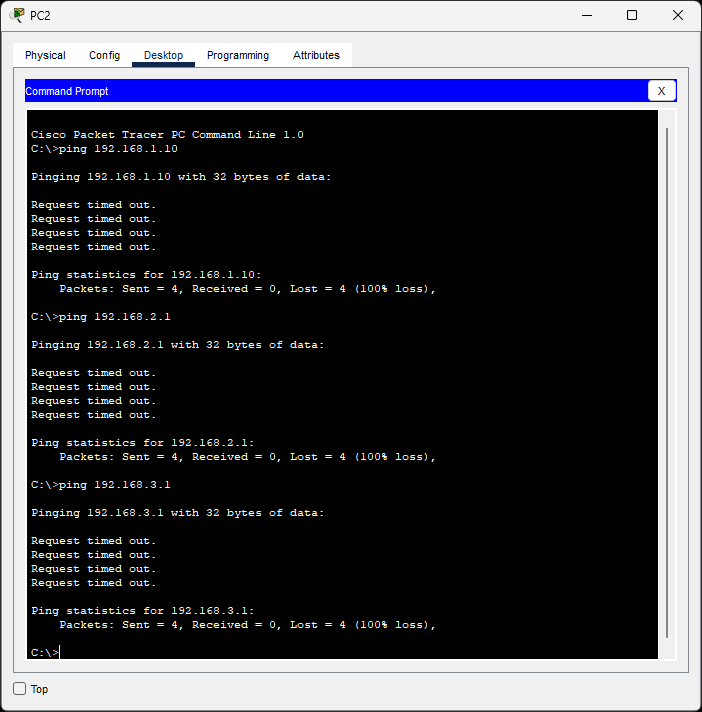 PC2
Physical Config Desktop Programming Attributes
Command Prompt X
Cisco Packet Tracer PC Command Line 1.0
C:\>ping 192.168.1.10
Pinging 192.168.1.10 with 32 bytes of data:
Request timed out.
Request timed out.
Request timed out.
Request timed out.
Ping statistics for 192.168.1.10:
    Packets: Sent = 4, Received = 0, Lost = 4 (100% loss),
C:\>ping 192.168.2.1
Pinging 192.168.2.1 with 32 bytes of data:
Request timed out.
Request timed out.
Request timed out.
Request timed out.
Ping statistics for 192.168.2.1:
    Packets: Sent = 4, Received = 0, Lost = 4 (100% loss),
C:\>ping 192.168.3.1
Pinging 192.168.3.1 with 32 bytes of data:
Request timed out.
Request timed out.
Request timed out.
Request timed out.
Ping statistics for 192.168.3.1:
    Packets: Sent = 4, Received = 0, Lost = 4 (100% loss),
C:\>
Top